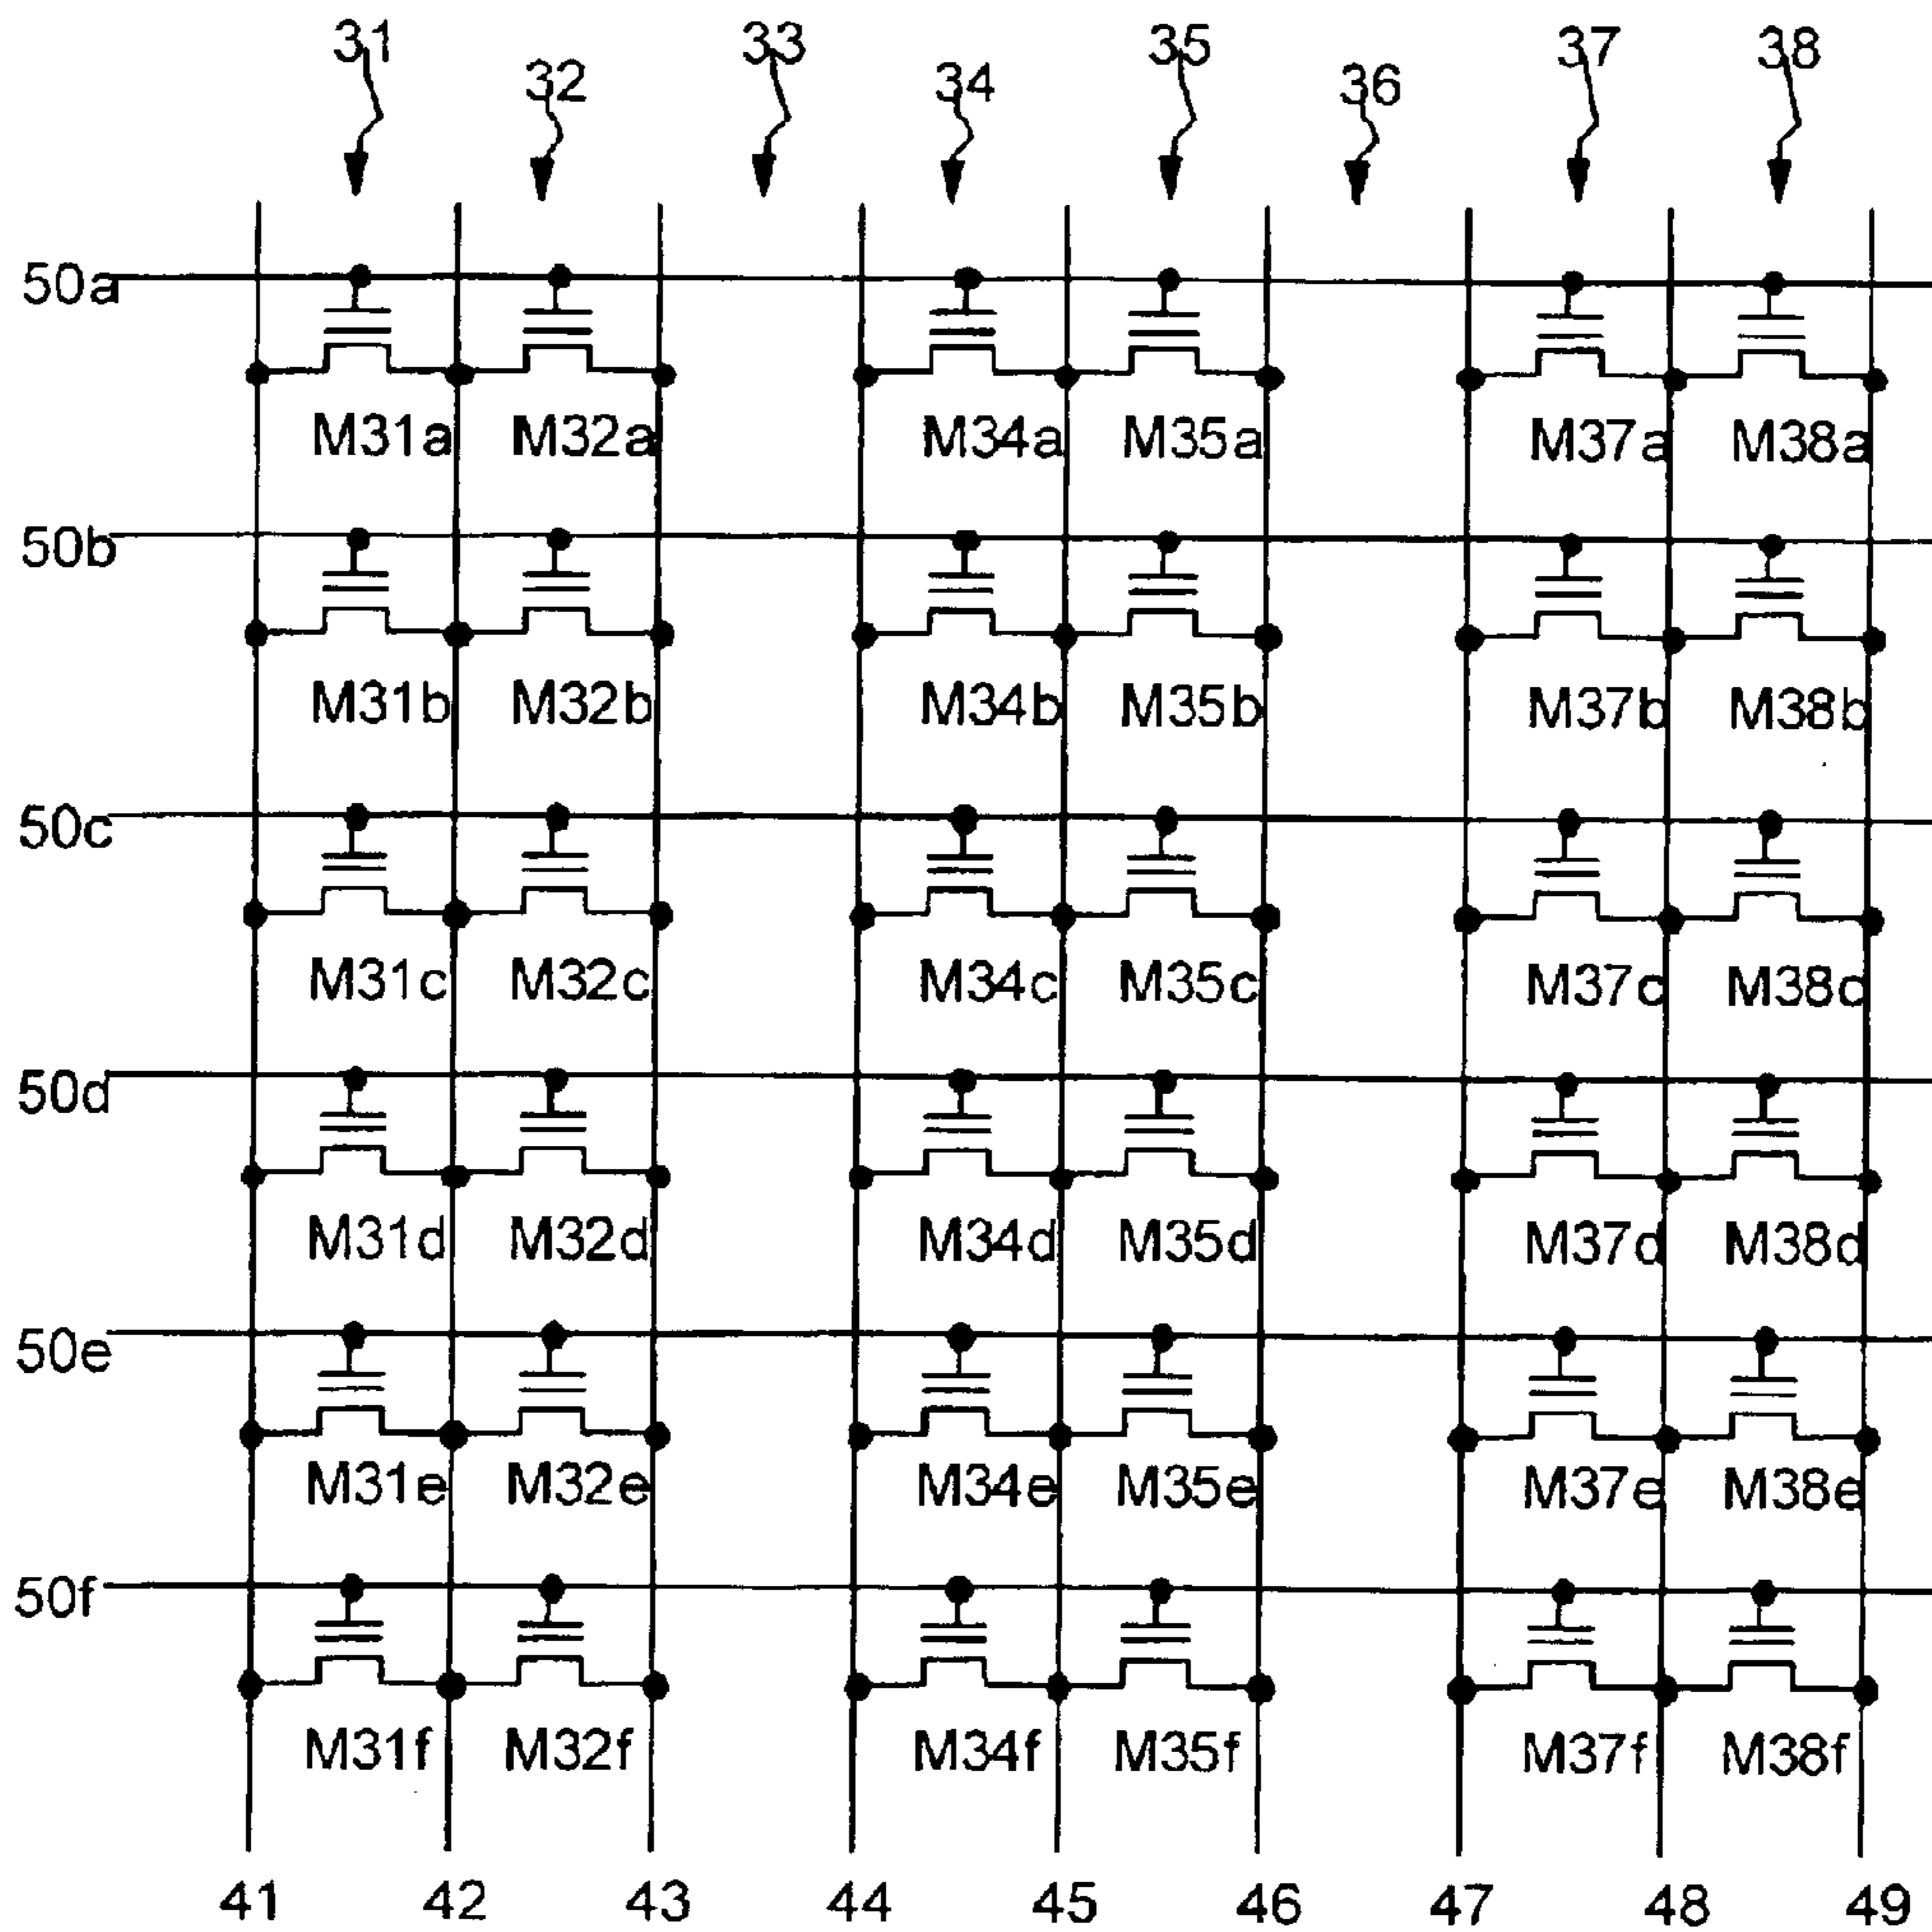 31 32 33 34 35 36 37 38
50a
M31a M32a M34a M35a M37a M38a
50b
M31b M32b M34b M35b M37b M38b
50c
M31c M32c M34c M35c M37c M38c
50d
M31d M32d M34d M35d M37d M38d
50e
M31e M32e M34e M35e M37e M38e
50f
M31f M32f M34f M35f M37f M38f
41 42 43 44 45 46 47 48 49